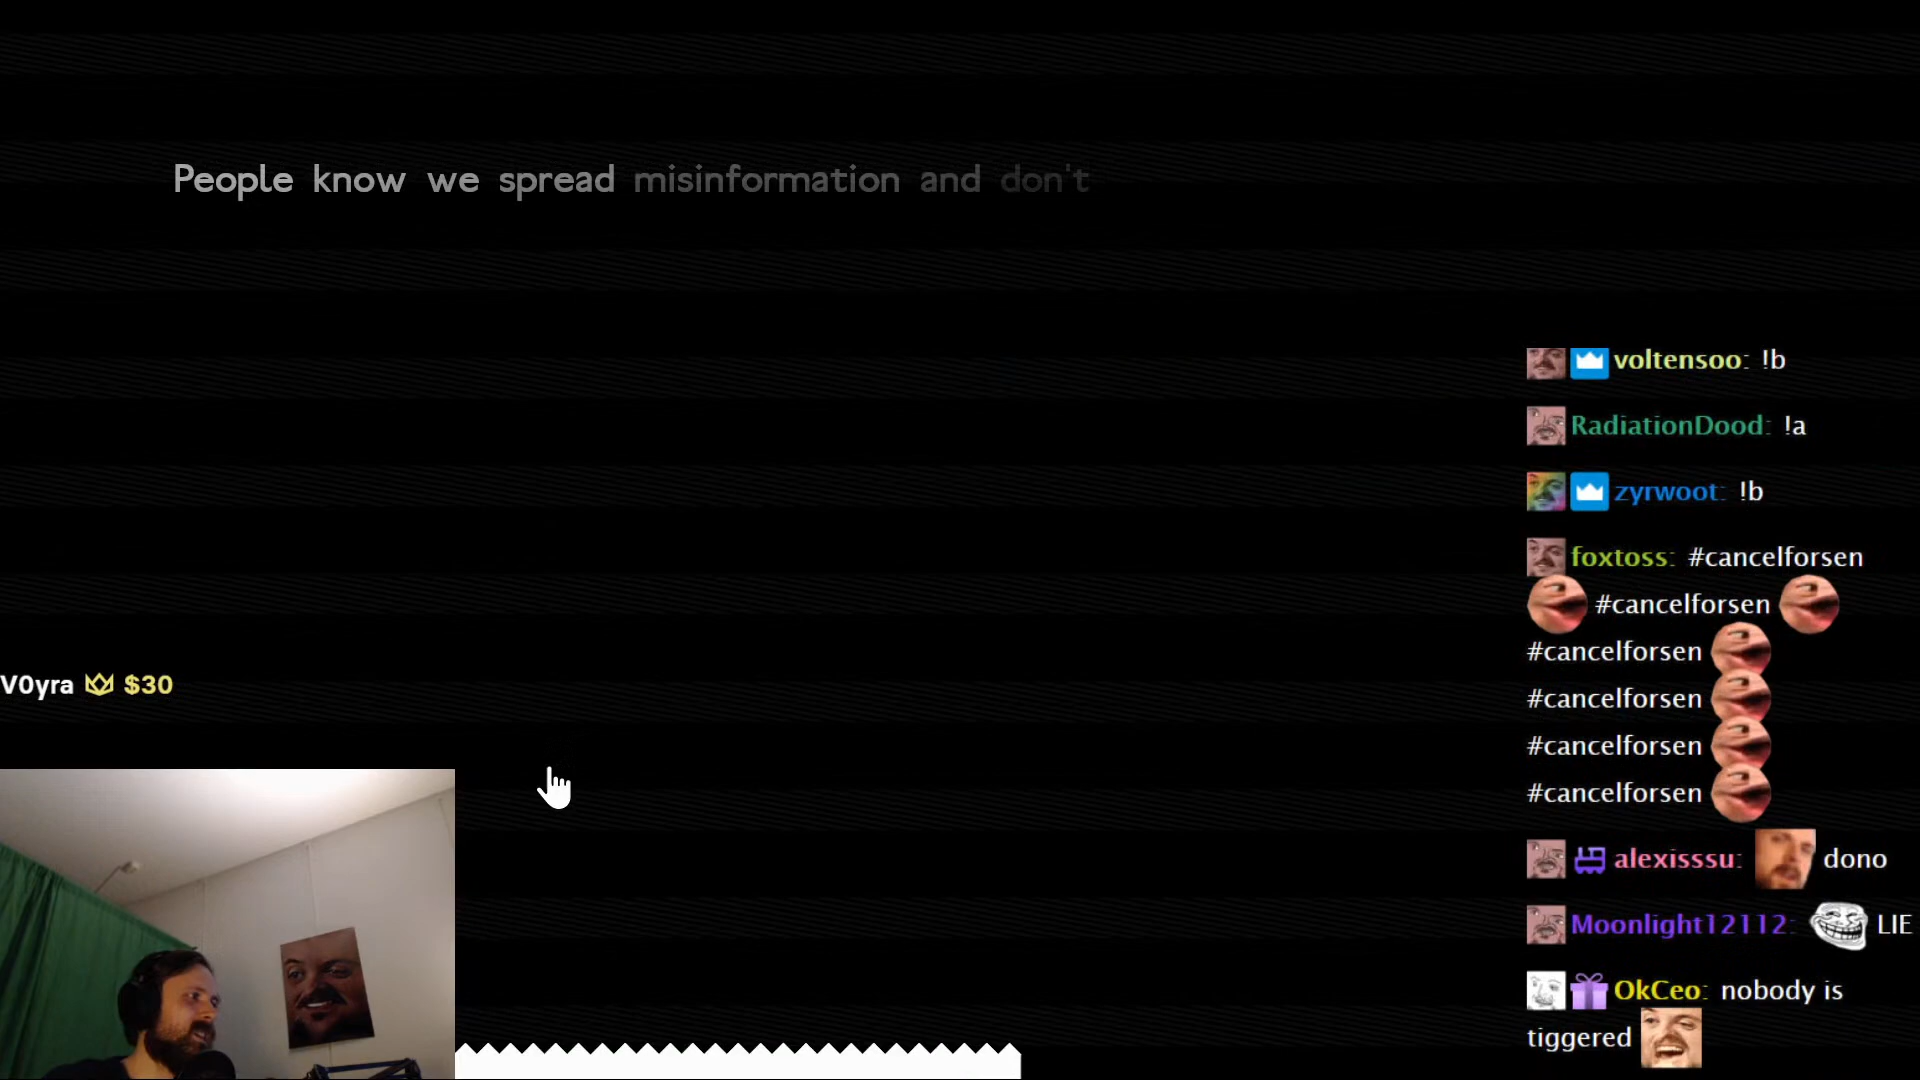 People know we spread misinformation and don't
voltensoo: !b
RadiationDood: !a
zyrwoot: !b
foxtoss: #cancelforsen
#cancelforsen
#cancelforsen
#cancelforsen
#cancelforsen
#cancelforsen
V0yra $30
alexisssu: dono
Moonlight12112: LIE
OkCeo: nobody is
tiggered